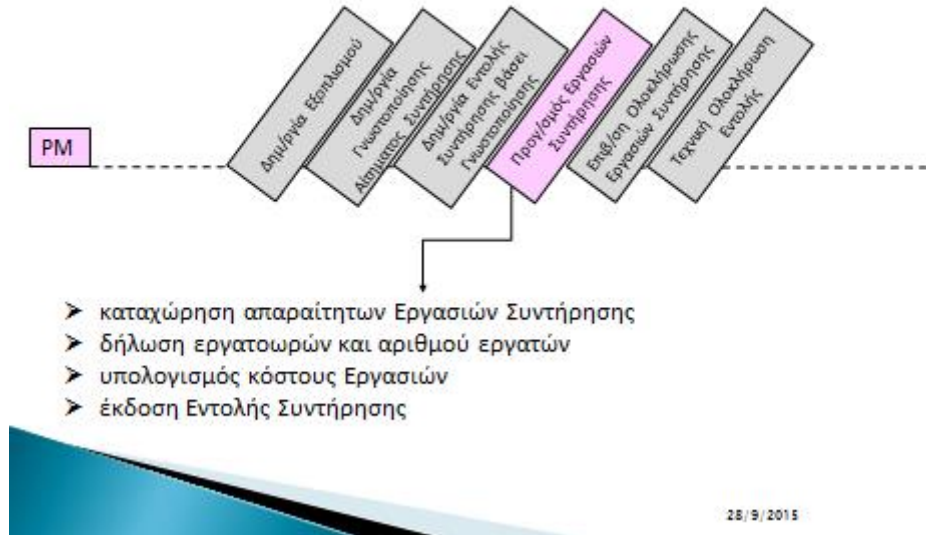 PM
Δημ/ργία Εξοπλισμού
Δημ/ργία
Γνωστοποίησης
Αίτηματος Συντήρησης
Δημ/ργία Εντολής
Συντήρησης βάσει
Γνωστοποίησης
Προγ/σμός Εργασιών
Συντήρησης
Επιβ/ση Ολοκλήρωσης
Εργασιών Συντήρησης
Τεχνική Ολοκλήρωση
Εντολής
➤ καταχώρηση απαραίτητων Εργασιών Συντήρησης
➤ δήλωση εργατοωρών και αριθμού εργατών
➤ υπολογισμός κόστους Εργασιών
➤ έκδοση Εντολής Συντήρησης
28/9/2015